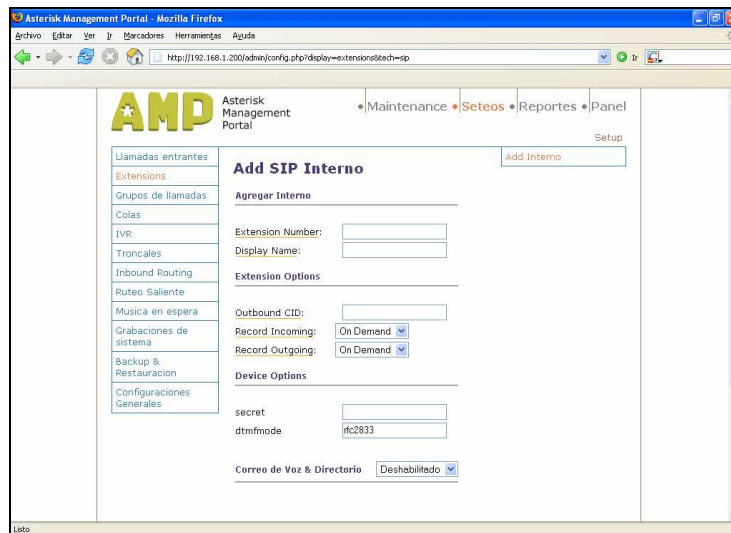 Asterisk Management Portal - Mozilla Firefox
Archivo Editar Ver Ir Marcadores Herramientas Ayuda
http://192.168.1.200/admin/config.php?display=extensions&tech=sip
Ir
AMP
Asterisk
Management
Portal
Maintenance Seteos Reportes Panel
Setup
Llamadas entrantes
Extensions
Grupos de llamadas
Colas
IVR
Troncales
Inbound Routing
Ruteo Saliente
Musica en espera
Grabaciones de
sistema
Backup &
Restauracion
Configuraciones
Generales
Add SIP Interno
Add Interno
Agregar Interno
Extension Number:
Display Name:
Extension Options
Outbound CID:
Record Incoming: On Demand
Record Outgoing: On Demand
Device Options
secret
dtmfmode rfc2833
Correo de Voz & Directorio Deshabilitado
Listo